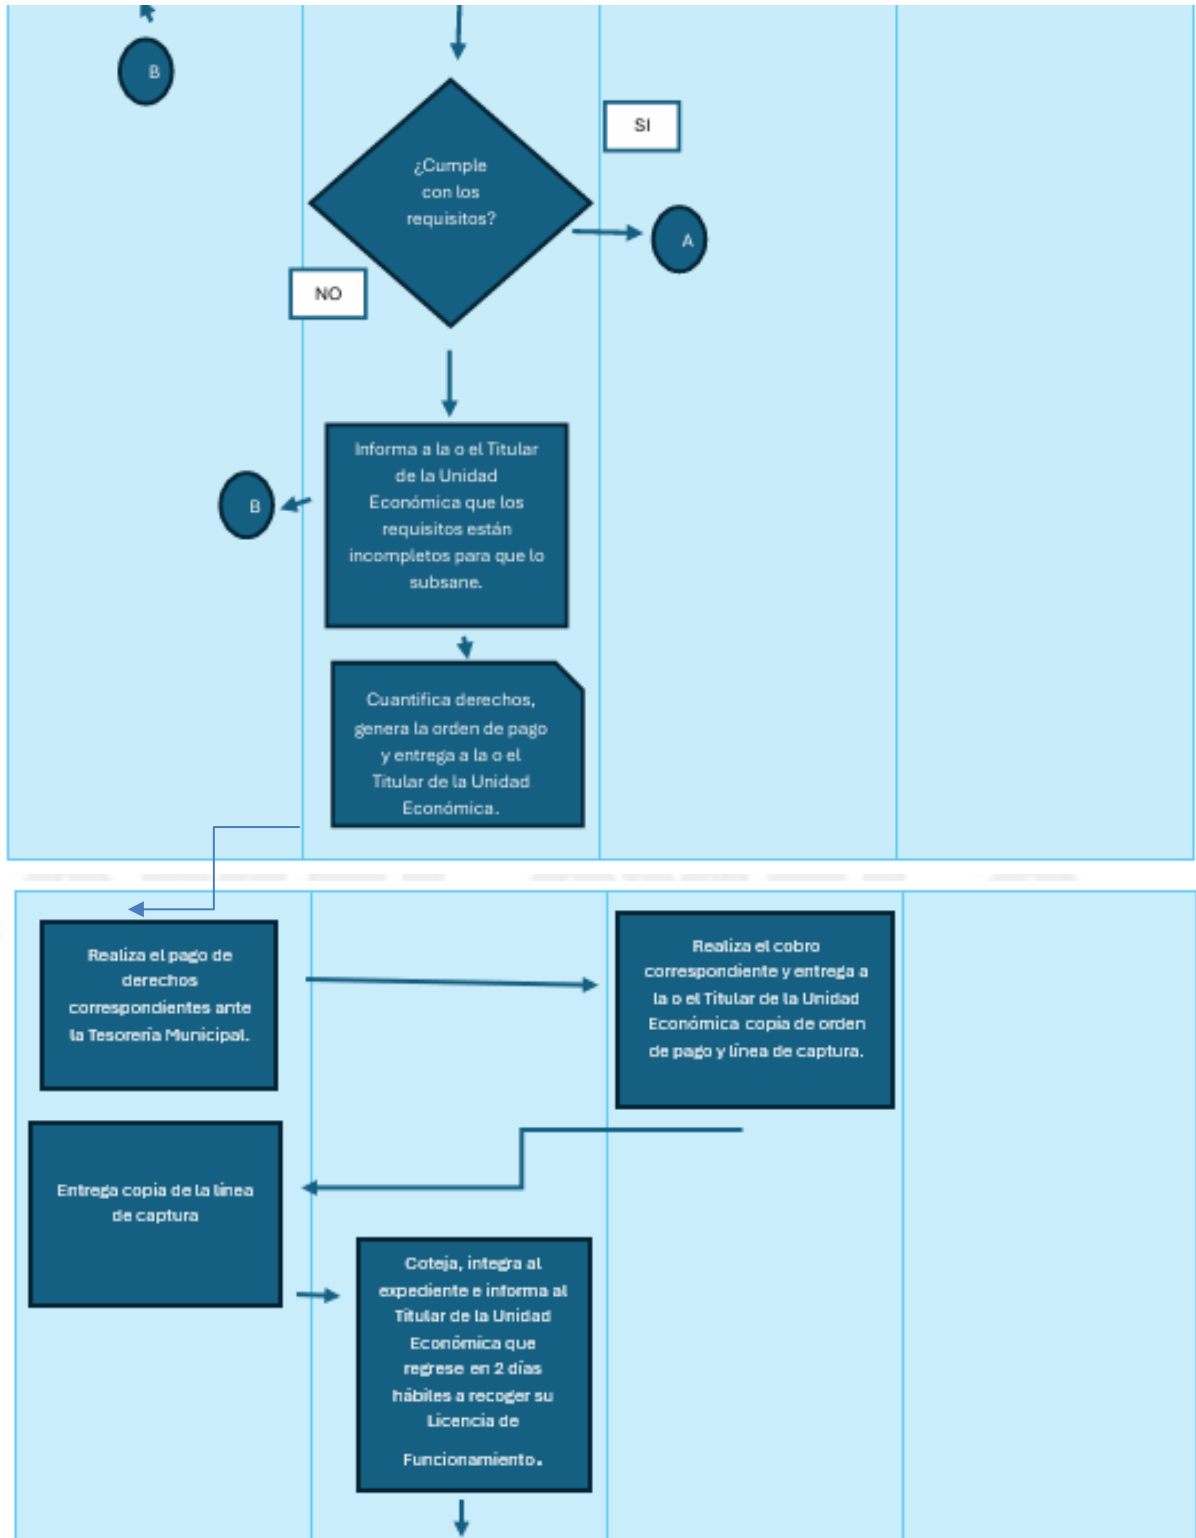 B
¿Cumple
con los
requisitos?
SI
A
NO
Informa a la o el Titular
de la Unidad
Económica que los
requisitos están
incompletos para que lo
subsane.
B
Cuantifica derechos,
genera la orden de pago
y entrega a la o el
Titular de la Unidad
Económica.
Realiza el pago de
derechos
correspondientes ante
la Tesorería Municipal.
Realiza el cobro
correspondiente y entrega a
la o el Titular de la Unidad
Económica copia de orden
de pago y línea de captura.
Entrega copia de la línea
de captura
Coteja, integra al
expediente e informa al
Titular de la Unidad
Económica que
regrese en 2 días
hábiles a recoger su
Licencia de
Funcionamiento.